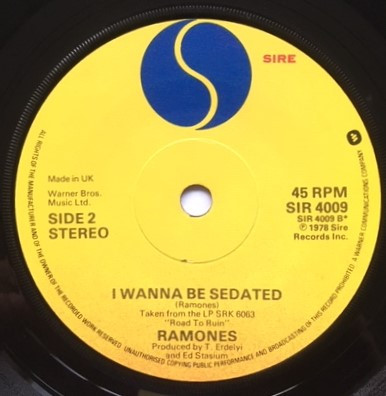 SIRE
Made in UK
Warner Bros.
Music Ltd.
SIDE 2
STEREO
45 RPM
SIR 4009
SIR 4009 B*
℗ 1978 Sire
Records Inc.
I WANNA BE SEDATED
(Ramones)
Taken from the LP SRK 6063
"Road To Ruin"
RAMONES
Produced by T. Erdelyi
and Ed Stasium
ALL RIGHTS OF THE MANUFACTURER AND OF THE OWNER OF THE RECORDED WORK RESERVED UNAUTHORISED COPYING PUBLIC PERFORMANCE AND BROADCASTING OF THIS RECORD PROHIBITED. A WARNER COMMUNICATIONS COMPANY.